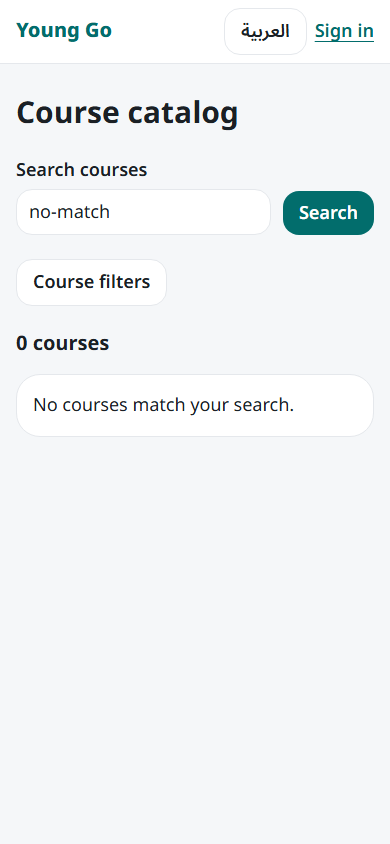 Young Go
العربية
Sign in
Course catalog
Search courses
no-match
Search
Course filters
0 courses
No courses match your search.